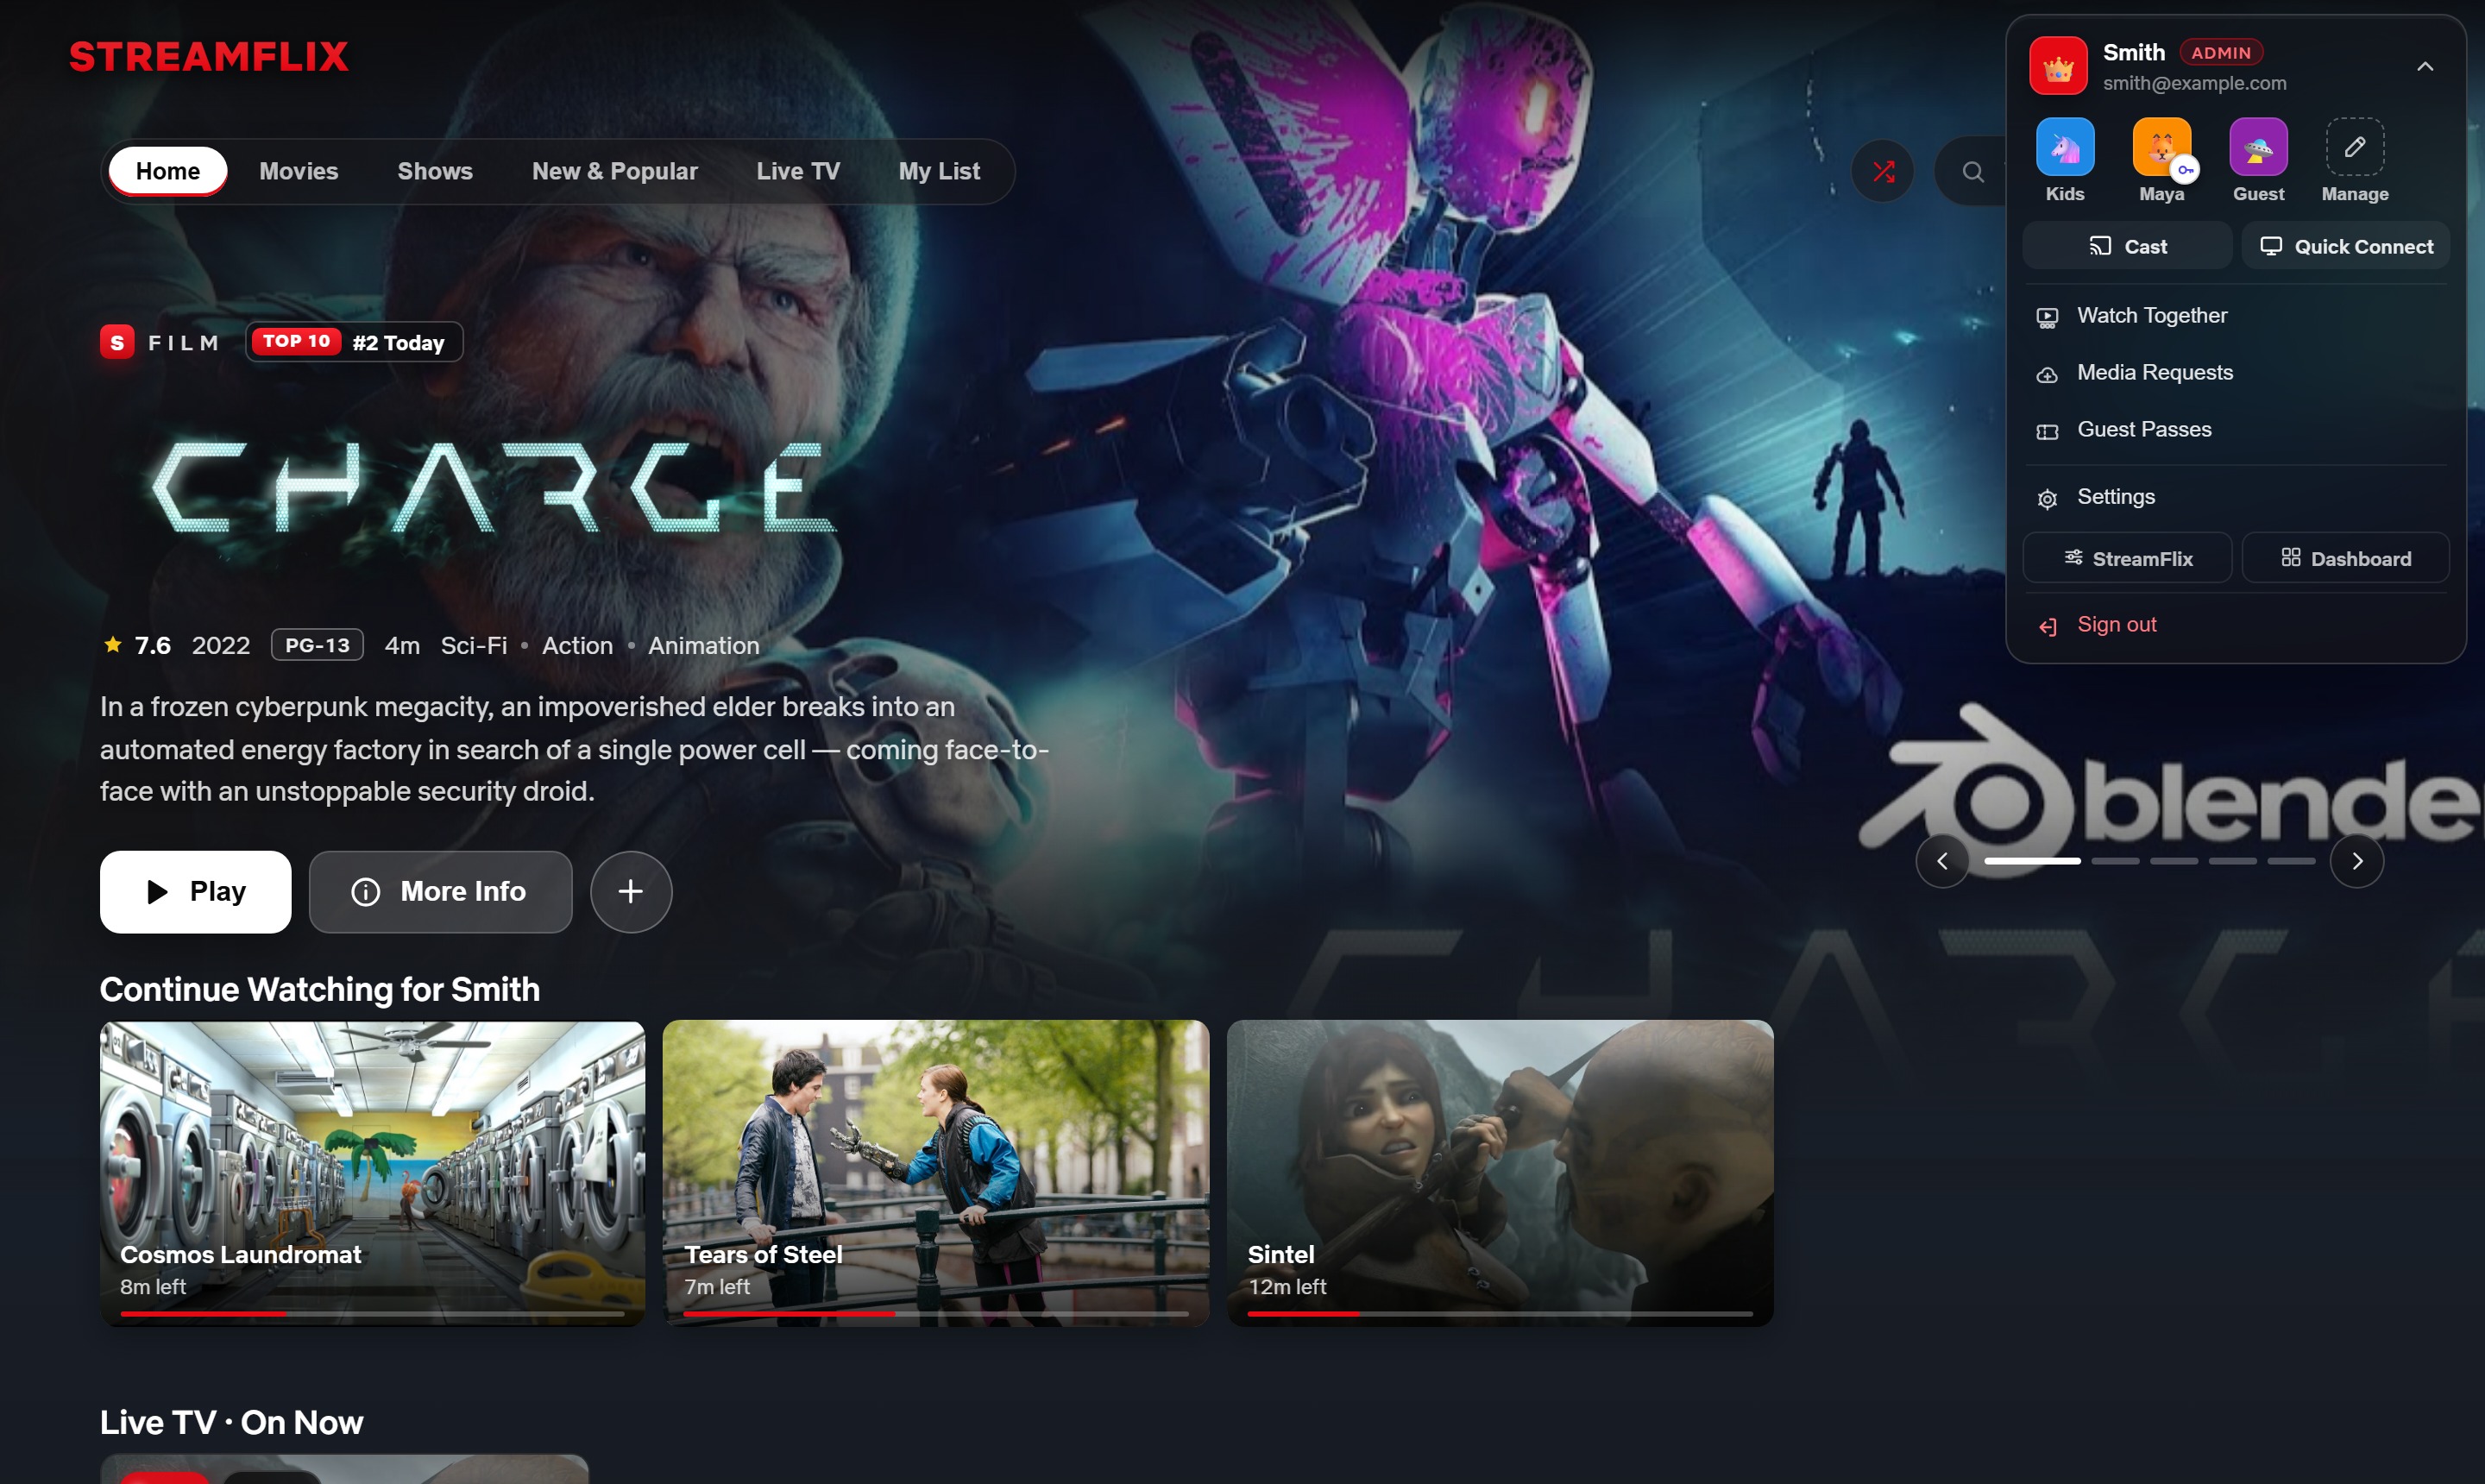 STREAMFLIX
Home
Movies
Shows
New & Popular
Live TV
My List
Smith
ADMIN
smith@example.com
Kids
Maya
Guest
Manage
Cast
Quick Connect
Watch Together
Media Requests
Guest Passes
Settings
StreamFlix
Dashboard
Sign out
S FILM
TOP 10 #2 Today
CHARGE
7.6 2022 PG-13 4m Sci-Fi • Action • Animation
In a frozen cyberpunk megacity, an impoverished elder breaks into an
automated energy factory in search of a single power cell — coming face-to-
face with an unstoppable security droid.
Play
More Info
blende
CHARGE
Continue Watching for Smith
Cosmos Laundromat
8m left
Tears of Steel
7m left
Sintel
12m left
Live TV · On Now